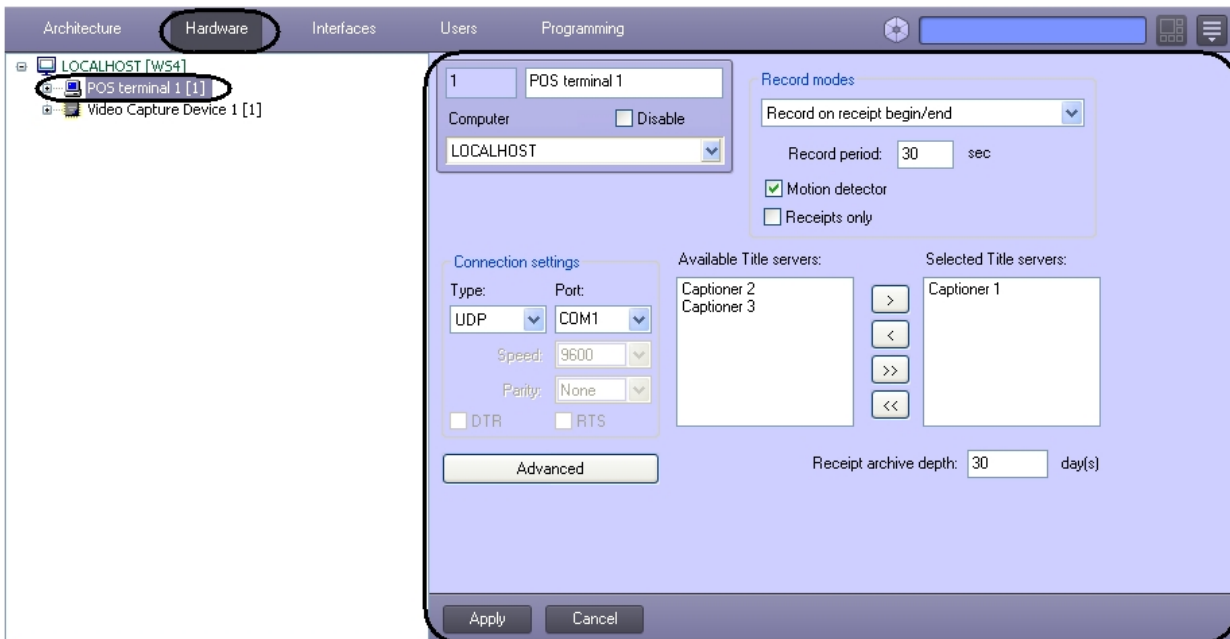 Architecture Hardware Interfaces Users Programming
LOCALHOST [WS4]
POS terminal 1 [1]
Video Capture Device 1 [1]
1 POS terminal 1
Computer Disable
LOCALHOST
Record modes
Record on receipt begin/end
Record period: 30 sec
Motion detector
Receipts only
Connection settings
Type: Port:
UDP COM1
Speed: 9600
Parity: None
DTR RTS
Advanced
Available Title servers:
Captioner 2
Captioner 3
>
<
>>
<<
Selected Title servers:
Captioner 1
Receipt archive depth: 30 day(s)
Apply Cancel